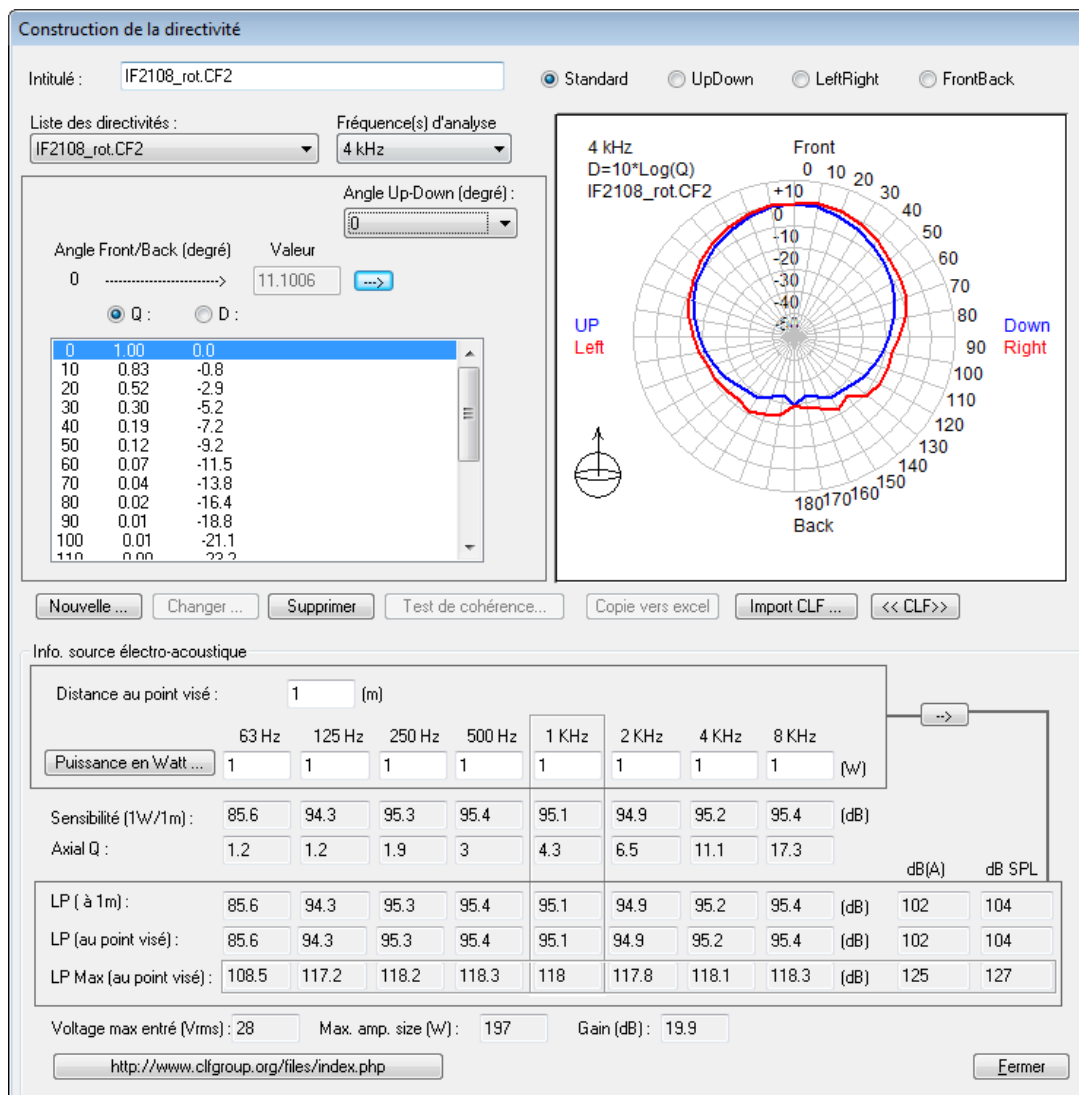 Construction de la directivité
Intitulé : IF2108_rot.CF2 Standard UpDown LeftRight FrontBack
Liste des directivités : Fréquence(s) d'analyse
IF2108_rot.CF2 4 kHz
Angle Up-Down (degré) :
0
Angle Front/Back (degré) Valeur
0 -------------------------> 11.1006 --->
Q : D :
0 1.00 0.0
10 0.83 -0.8
20 0.52 -2.9
30 0.30 -5.2
40 0.19 -7.2
50 0.12 -9.2
60 0.07 -11.5
70 0.04 -13.8
80 0.02 -16.4
90 0.01 -18.8
100 0.01 -21.1
110 0.00 -23.2
4 kHz
D=10*Log(Q)
IF2108_rot.CF2
Front
0 10 20 30 40 50 60 70 80 90 100 110 120 130 140 150 160 170 180
+10
0
-10
-20
-30
-40
UP
Left
Down
Right
Back
Nouvelle ... Changer ... Supprimer Test de cohérence... Copie vers excel Import CLF ... << CLF>>
Info. source électro-acoustique
Distance au point visé : 1 (m)
-->
63 Hz 125 Hz 250 Hz 500 Hz 1 KHz 2 KHz 4 KHz 8 KHz
Puissance en Watt ... 1 1 1 1 1 1 1 1 (W)
Sensibilité (1W/1m) : 85.6 94.3 95.3 95.4 95.1 94.9 95.2 95.4 (dB)
Axial Q : 1.2 1.2 1.9 3 4.3 6.5 11.1 17.3
dB(A) dB SPL
LP ( à 1m) : 85.6 94.3 95.3 95.4 95.1 94.9 95.2 95.4 (dB) 102 104
LP (au point visé) : 85.6 94.3 95.3 95.4 95.1 94.9 95.2 95.4 (dB) 102 104
LP Max (au point visé) : 108.5 117.2 118.2 118.3 118 117.8 118.1 118.3 (dB) 125 127
Voltage max entré (Vrms) : 28 Max. amp. size (W) : 197 Gain (dB) : 19.9
http://www.clfgroup.org/files/index.php Fermer